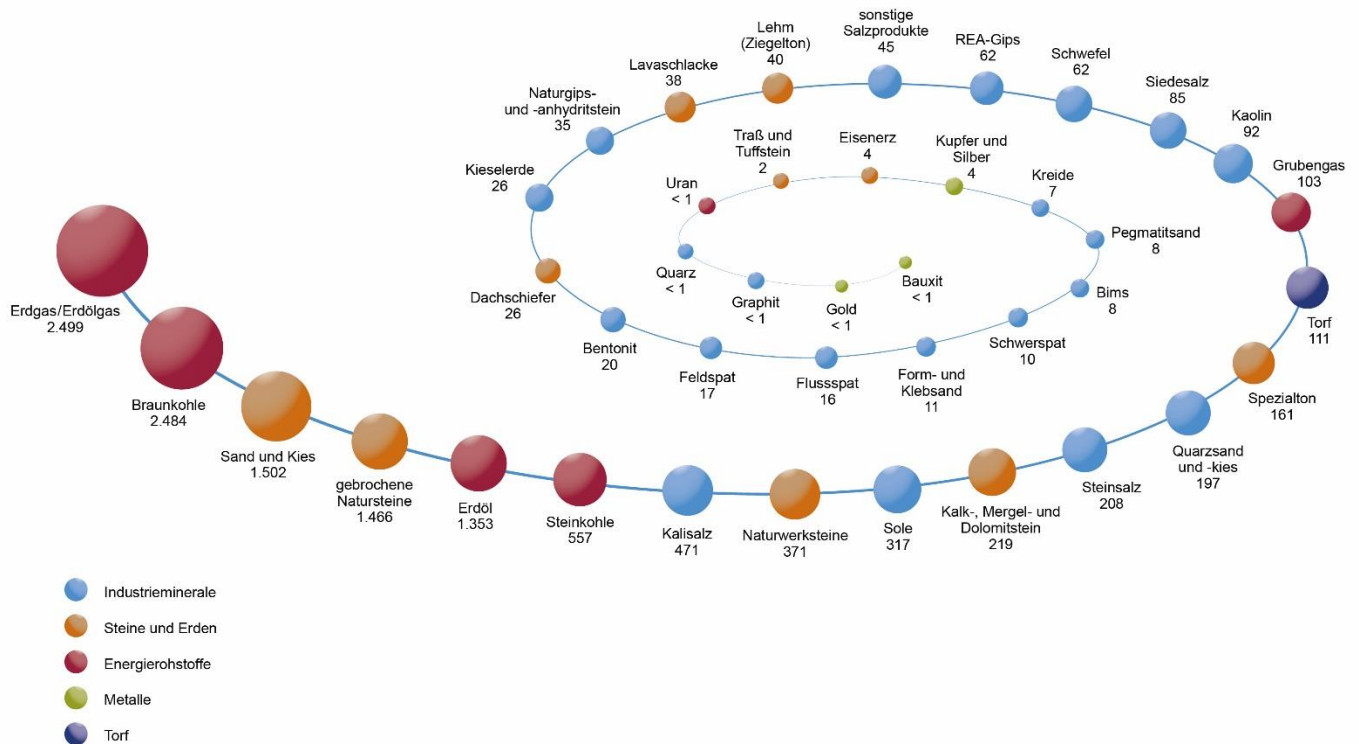 Erdgas/Erdölgas
2.499
Braunkohle
2.484
Sand und Kies
1.502
gebrochene
Natursteine
1.466
Erdöl
1.353
Steinkohle
557
Kalisalz
471
Naturwerksteine
371
Sole
317
Kalk-, Mergel- und
Dolomitstein
219
Steinsalz
208
Quarzsand
und -kies
197
Spezialton
161
Torf
111
Grubengas
103
Kaolin
92
Siedesalz
85
Schwefel
62
REA-Gips
62
sonstige
Salzprodukte
45
Lehm
(Ziegelton)
40
Lavaschlacke
38
Naturgips-
und -anhydritstein
35
Kieselerde
26
Dachschiefer
26
Bentonit
20
Feldspat
17
Flussspat
16
Form- und
Klebsand
11
Schwerspat
10
Bims
8
Pegmatitsand
8
Kreide
7
Kupfer und
Silber
4
Eisenerz
4
Traß und
Tuffstein
2
Uran
< 1
Quarz
< 1
Graphit
< 1
Gold
< 1
Bauxit
< 1
Industrieminerale
Steine und Erden
Energierohstoffe
Metalle
Torf